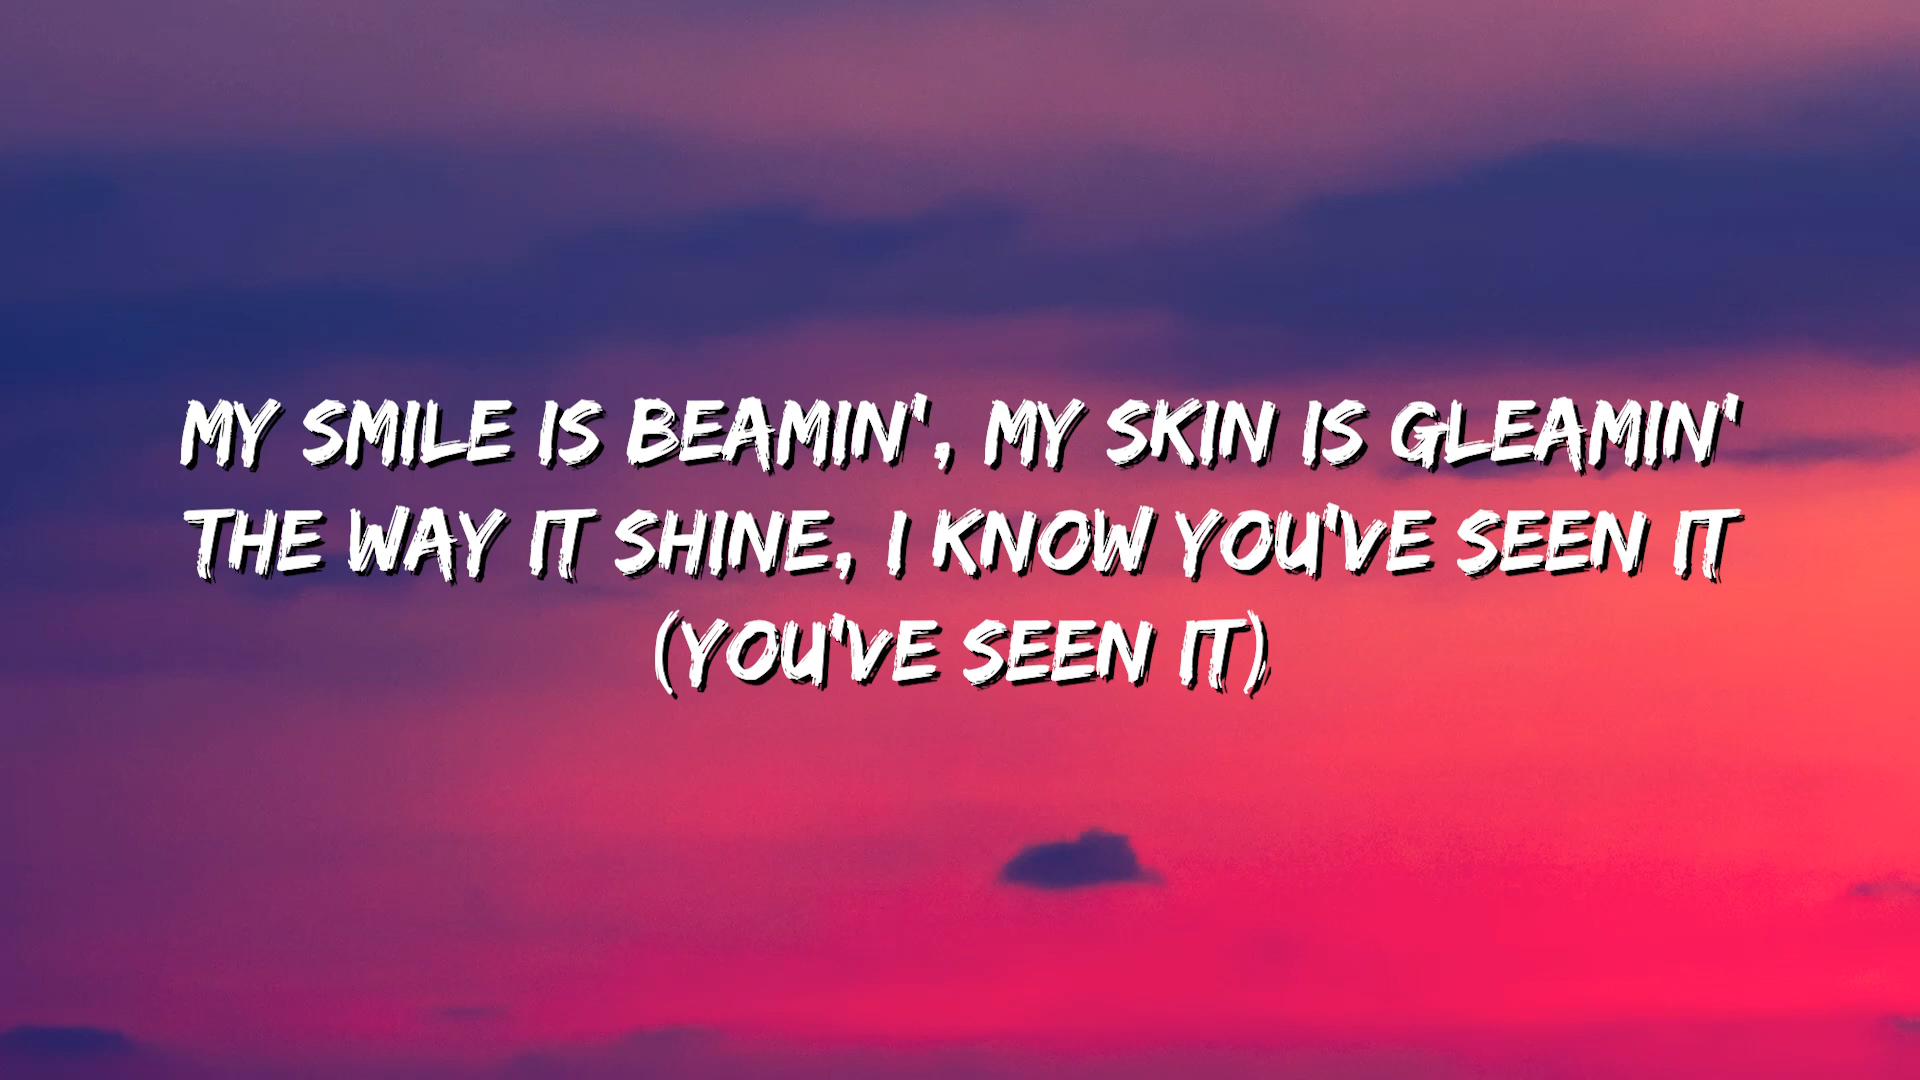 MY SMILE IS BEAMIN', MY SKIN IS GLEAMIN'
THE WAY IT SHINE, I KNOW YOU'VE SEEN IT
(YOU'VE SEEN IT)